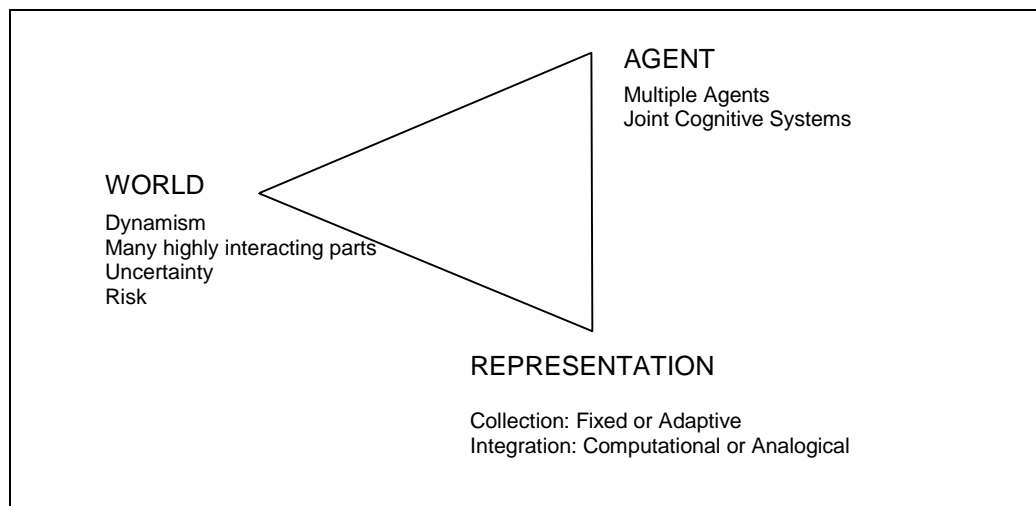 AGENT
Multiple Agents
Joint Cognitive Systems
WORLD
Dynamism
Many highly interacting parts
Uncertainty
Risk
REPRESENTATION
Collection: Fixed or Adaptive
Integration: Computational or Analogical